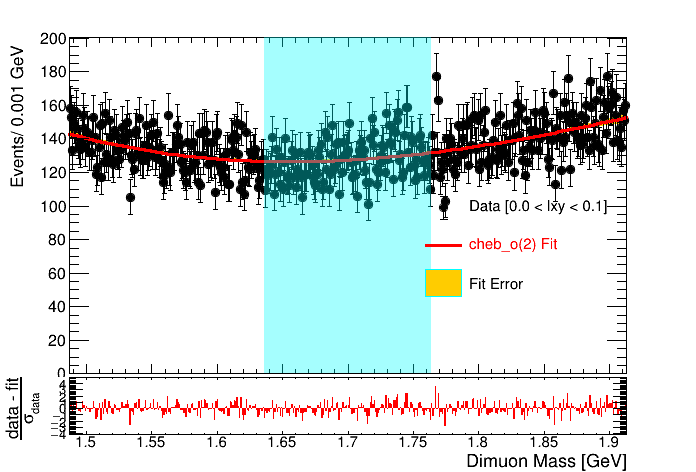 Events/ 0.001 GeV
200
180
160
140
120
100
80
60
40
20
0
Data [0.0 < lxy < 0.1]
cheb_o(2) Fit
Fit Error
data - fit
σdata
4
2
0
−2
−4
1.5 1.55 1.6 1.65 1.7 1.75 1.8 1.85 1.9
Dimuon Mass [GeV]